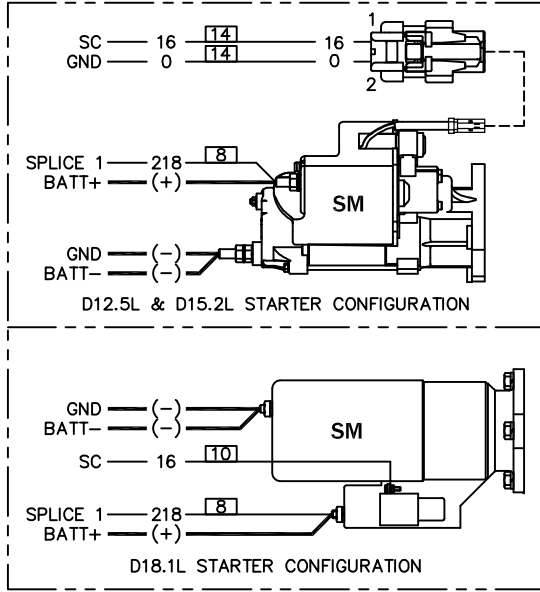 SC 16 14 16 1
GND 0 14 0 2
SPLICE 1 218 8
BATT+ (+)
SM
GND (-)
BATT- (-)
D12.5L & D15.2L STARTER CONFIGURATION
GND (-)
BATT- (-)
SM
SC 16 10
SPLICE 1 218 8
BATT+ (+)
D18.1L STARTER CONFIGURATION